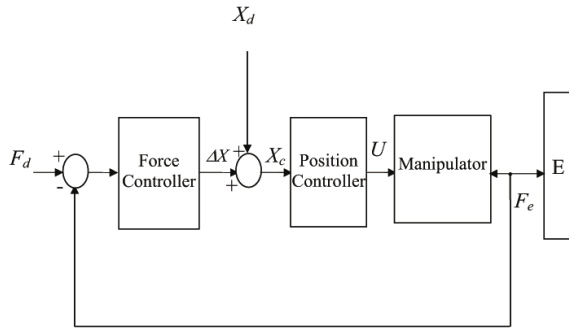 X_d
F_d
+
-
Force
Controller
ΔX
+
+
X_c
Position
Controller
U
Manipulator
F_e
E